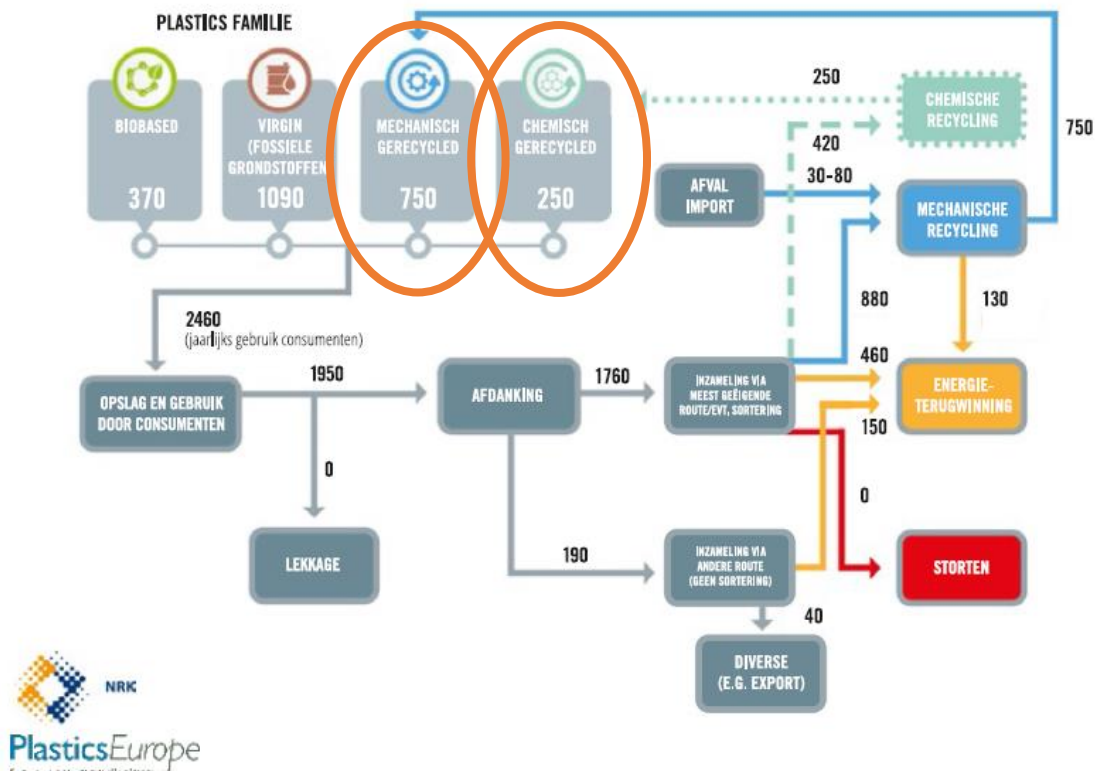 PLASTICS FAMILIE
BIOBASED
370
VIRGIN
(FOSSIELE
GRONDSTOFFEN
1090
MECHANISCH
GERECYCLED
750
CHEMISCH
GERECYCLED
250
250
CHEMISCHE
RECYCLING
750
420
AFVAL
IMPORT
30-80
MECHANISCHE
RECYCLING
880
130
2460
(jaarlijks gebruik consumenten)
OPSLAG EN GEBRUIK
DOOR CONSUMENTEN
1950
AFDANKING
1760
INZAMELING VIA
MEEST GEËIGENDE
ROUTE/EVT, SORTERING
460
ENERGIE-
TERUGWINNING
150
0
0
LEKKAGE
190
INZAMELING VIA
ANDERE ROUTE
(GEEN SORTERING)
STORTEN
40
DIVERSE
(E.G. EXPORT)
NRK
PlasticsEurope